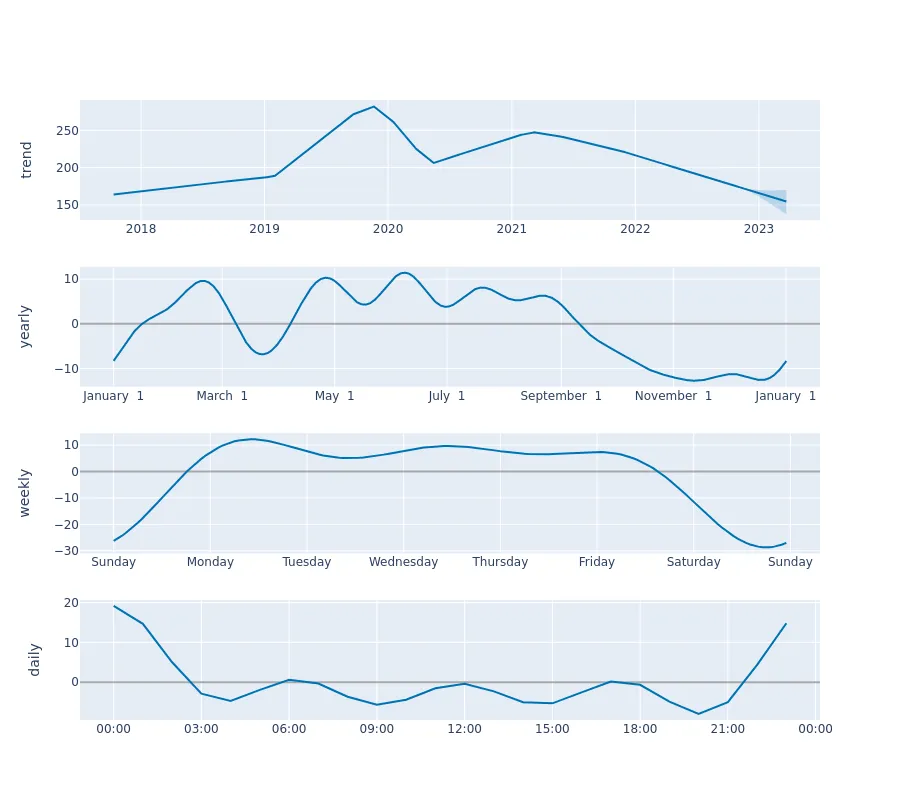 trend
250
200
150
2018 2019 2020 2021 2022 2023
yearly
10
0
−10
January 1 March 1 May 1 July 1 September 1 November 1 January 1
weekly
10
0
−10
−20
−30
Sunday Monday Tuesday Wednesday Thursday Friday Saturday Sunday
daily
20
10
0
00:00 03:00 06:00 09:00 12:00 15:00 18:00 21:00 00:00